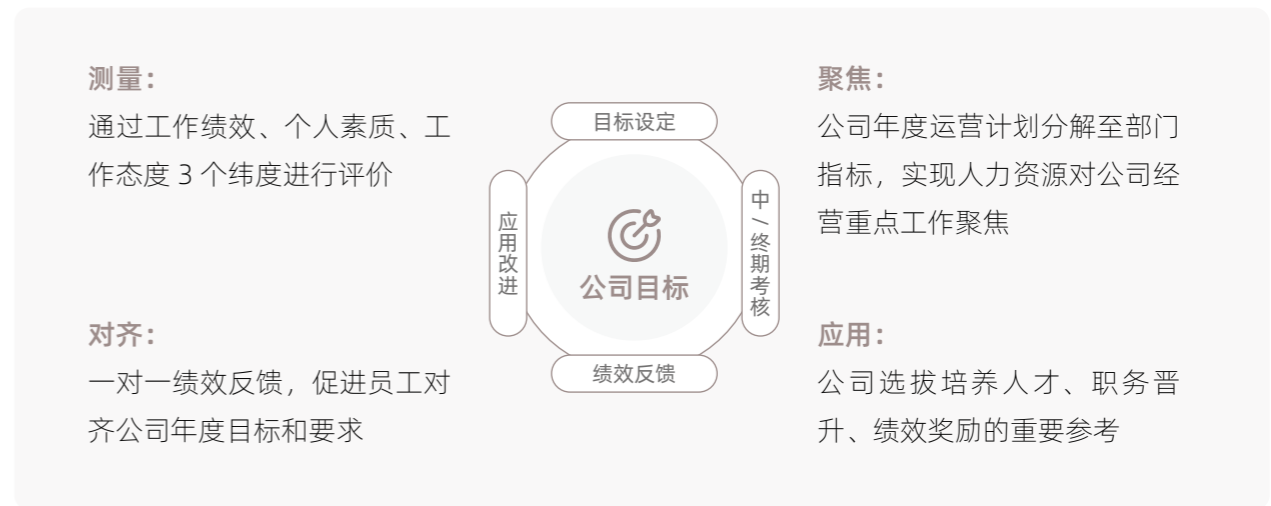 测量：
通过工作绩效、个人素质、工
作态度 3 个纬度进行评价
对齐：
一对一绩效反馈，促进员工对
齐公司年度目标和要求
目标设定
应用改进
公司目标
中/终期考核
绩效反馈
聚焦：
公司年度运营计划分解至部门
指标，实现人力资源对公司经
营重点工作聚焦
应用：
公司选拔培养人才、职务晋
升、绩效奖励的重要参考